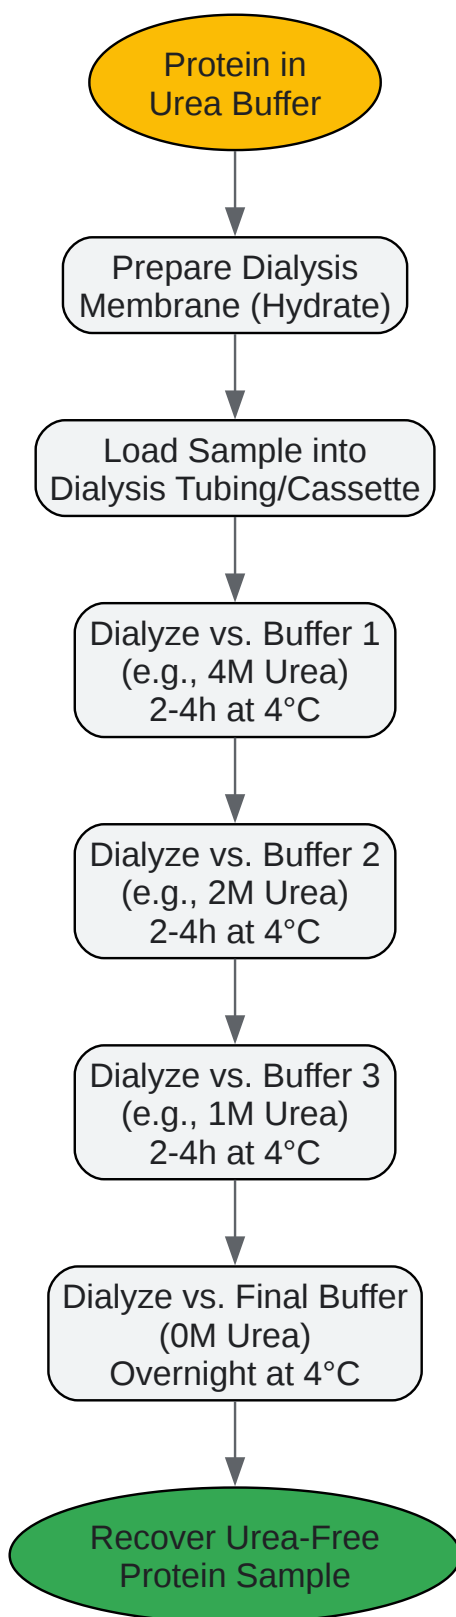 Protein in
Urea Buffer
Prepare Dialysis
Membrane (Hydrate)
Load Sample into
Dialysis Tubing/Cassette
Dialyze vs. Buffer 1
(e.g., 4M Urea)
2-4h at 4°C
Dialyze vs. Buffer 2
(e.g., 2M Urea)
2-4h at 4°C
Dialyze vs. Buffer 3
(e.g., 1M Urea)
2-4h at 4°C
Dialyze vs. Final Buffer
(0M Urea)
Overnight at 4°C
Recover Urea-Free
Protein Sample